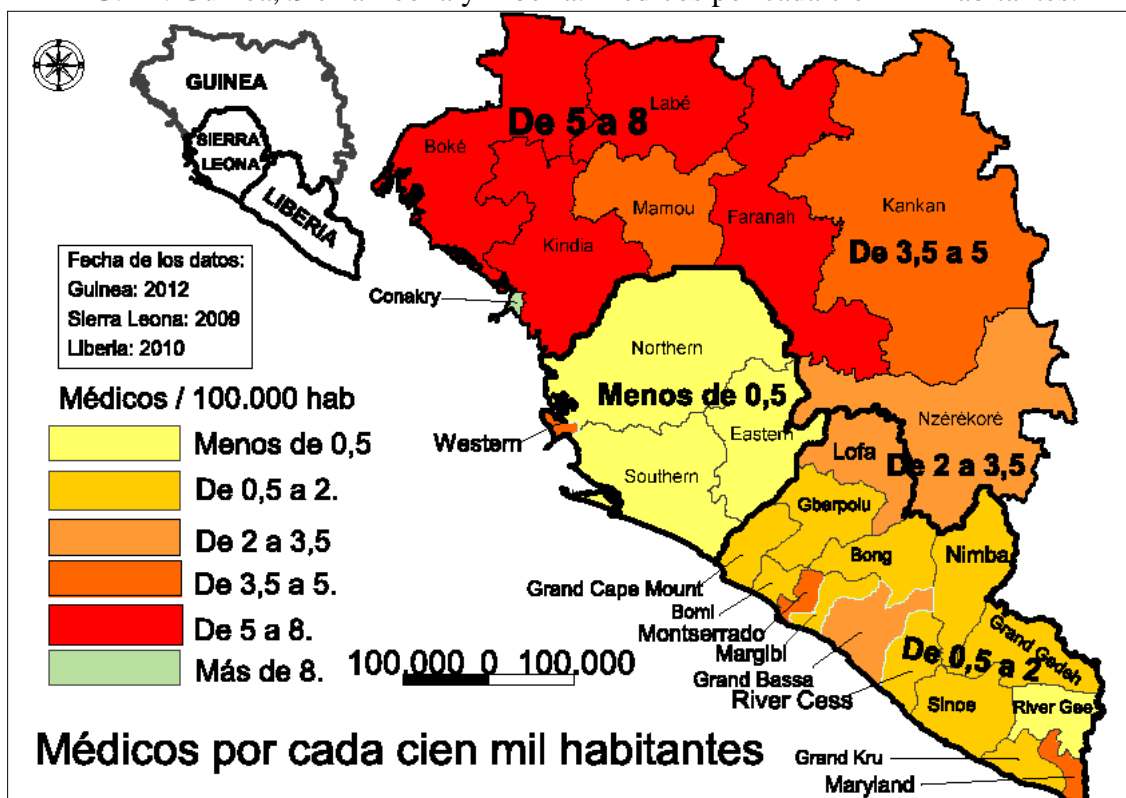 GUINEA
SIERRA
LEONA
LIBERIA
Fecha de los datos:
Guinea: 2012
Sierra Leona: 2009
Liberia: 2010
Médicos / 100.000 hab
Menos de 0,5
De 0,5 a 2.
De 2 a 3,5
De 3,5 a 5.
De 5 a 8.
Más de 8.
100.000 0 100.000
Médicos por cada cien mil habitantes
De 5 a 8
Labé
Boké
Mamou
Kindia
Faranah
Kankan
De 3,5 a 5
Conakry
Northern
Menos de 0,5
Eastern
Western
Southern
Nzérékoré
Lofa
De 2 a 3,5
Gbarpolu
Bong
Nimba
Grand Cape Mount
Bomi
Montserrado
Margibi
Grand Bassa
River Cess
De 0,5 a 2
Grand Gedeh
Sinoe
River Gee
Grand Kru
Maryland